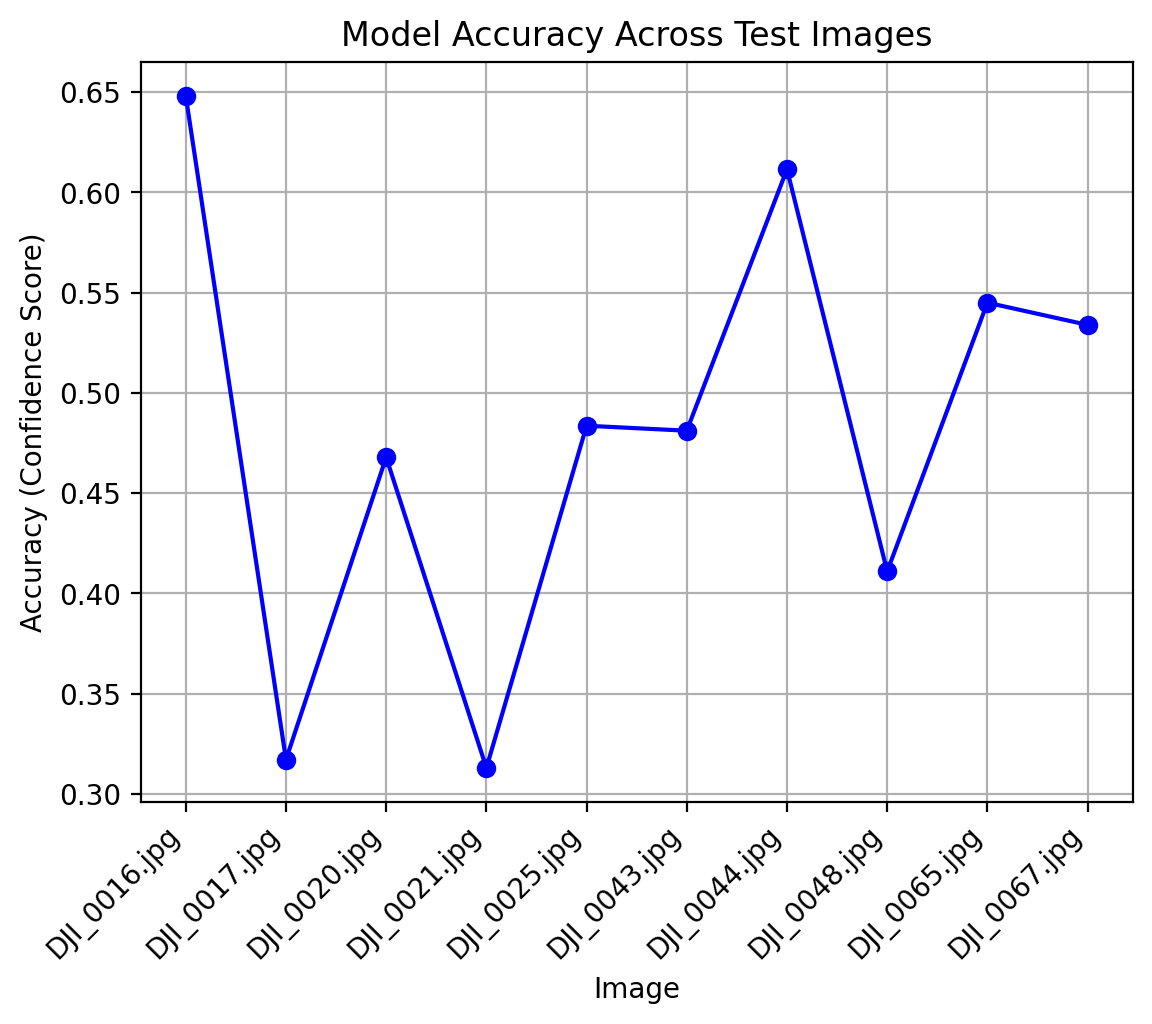 Model Accuracy Across Test Images
Accuracy (Confidence Score)
0.65
0.60
0.55
0.50
0.45
0.40
0.35
0.30
DJI_0016.jpg
DJI_0017.jpg
DJI_0020.jpg
DJI_0021.jpg
DJI_0025.jpg
DJI_0043.jpg
DJI_0044.jpg
DJI_0048.jpg
DJI_0065.jpg
DJI_0067.jpg
Image